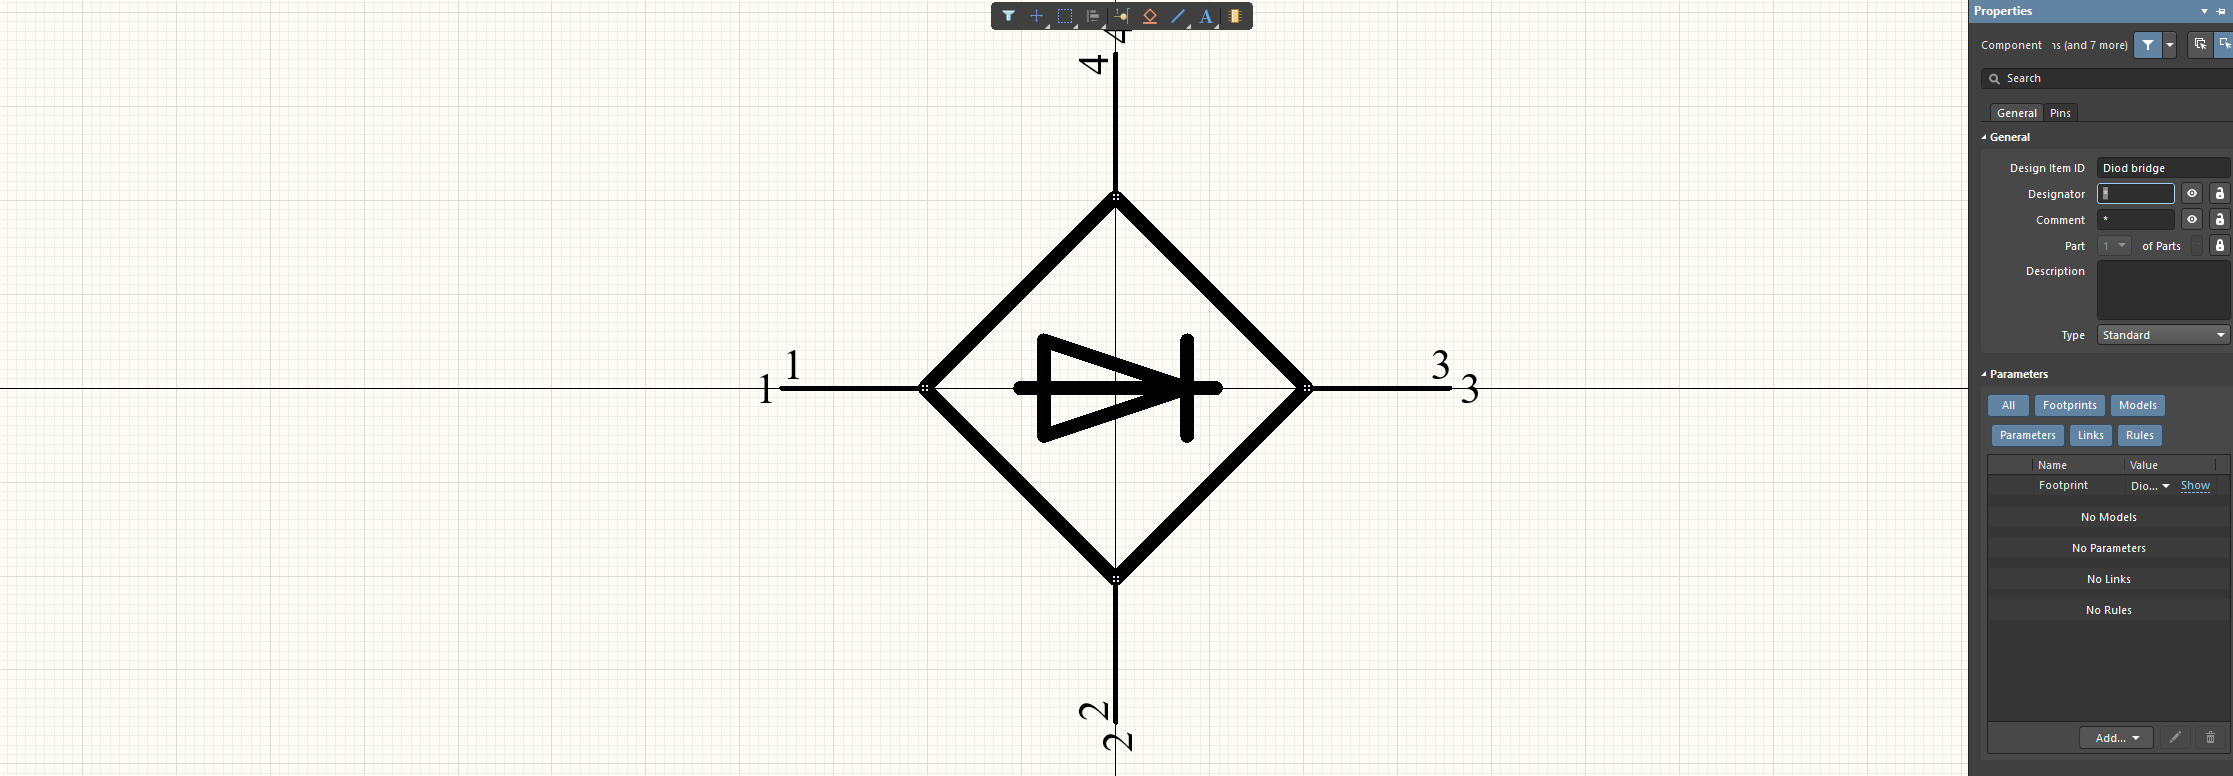 Properties
Component ns (and 7 more)
Search
General Pins
General
Design Item ID Diod bridge
Designator *
Comment *
Part 1 of Parts
Description
Type Standard
Parameters
All Footprints Models
Parameters Links Rules
Name Value
Footprint Dio... Show
No Models
No Parameters
No Links
No Rules
Add...
A
4
4
1
1
3
3
2
2